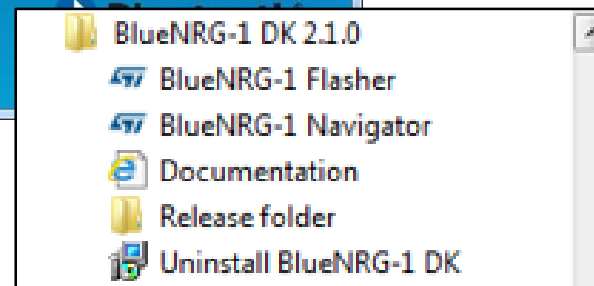 BlueNRG-1 DK 2.1.0
BlueNRG-1 Flasher
BlueNRG-1 Navigator
Documentation
Release folder
Uninstall BlueNRG-1 DK